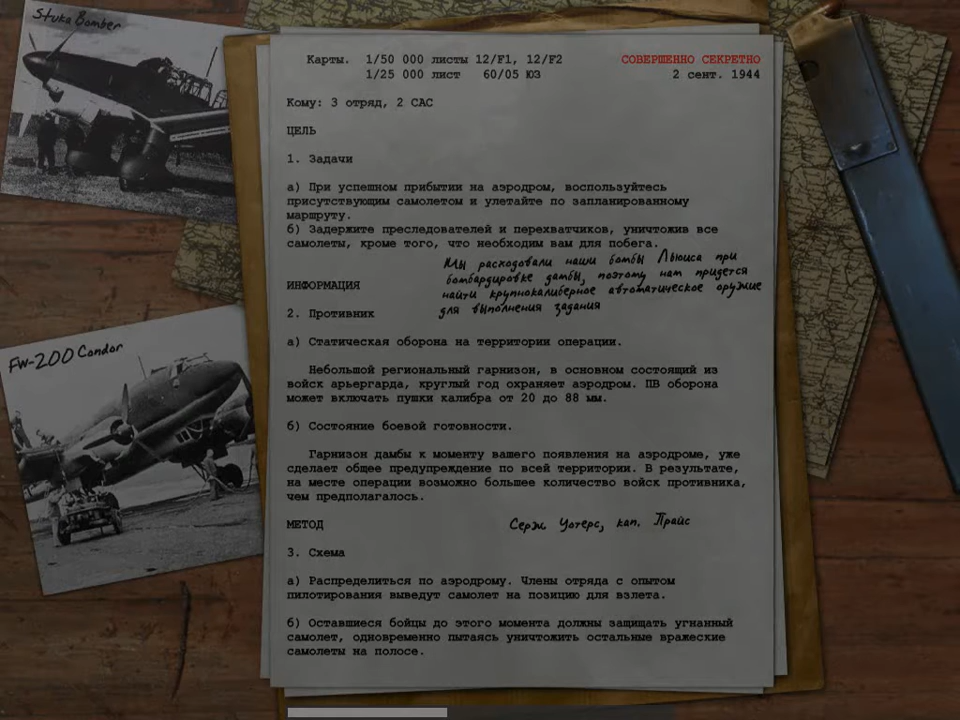 Stuka Bomber
Карты. 1/50 000 листы 12/F1, 12/F2
СОВЕРШЕННО СЕКРЕТНО
1/25 000 лист 60/05 ЮЗ
2 сент. 1944
Кому: 3 отряд, 2 САС
ЦЕЛЬ
1. Задачи
а) При успешном прибытии на аэродром, воспользуйтесь
присутствующим самолетом и улетайте по запланированному
маршруту.
б) Задержите преследователей и перехватчиков, уничтожив все
самолеты, кроме того, что необходим вам для побега.
Мы расходовали наши бомбы Льюиса при
бомбардировке дамбы, поэтому нам придется
найти крупнокалиберное автоматическое оружие
для выполнения задания
ИНФОРМАЦИЯ
2. Противник
а) Статическая оборона на территории операции.
Небольшой региональный гарнизон, в основном состоящий из
войск арьергарда, круглый год охраняет аэродром. ПВ оборона
может включать пушки калибра от 20 до 88 мм.
FW-200 Condor
б) Состояние боевой готовности.
Гарнизон дамбы к моменту вашего появления на аэродроме, уже
сделает общее предупреждение по всей территории. В результате,
на месте операции возможно большее количество войск противника,
чем предполагалось.
МЕТОД
Серж Уотерс, кап. Прайс
3. Схема
а) Распределиться по аэродрому. Члены отряда с опытом
пилотирования выведут самолет на позицию для взлета.
б) Оставшиеся бойцы до этого момента должны защищать угнанный
самолет, одновременно пытаясь уничтожить остальные вражеские
самолеты на полосе.